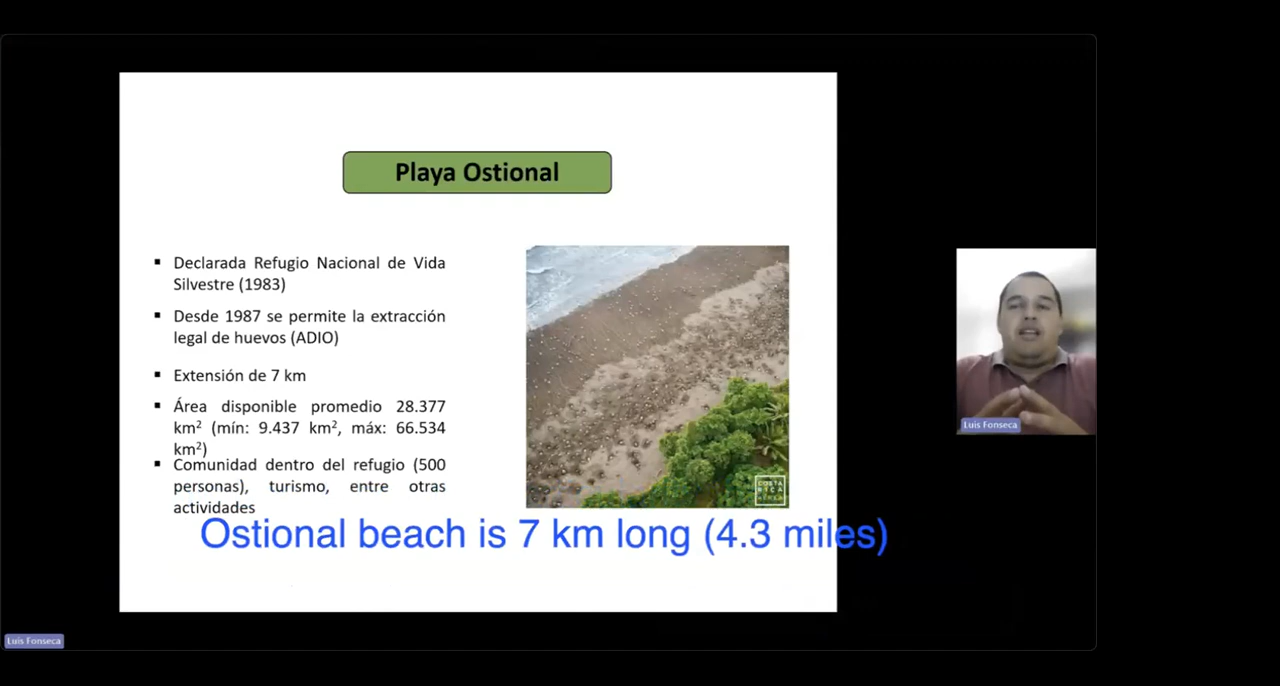 Playa Ostional
▪ Declarada Refugio Nacional de Vida
Silvestre (1983)
▪ Desde 1987 se permite la extracción
legal de huevos (ADIO)
▪ Extensión de 7 km
▪ Área disponible promedio 28.377
km² (mín: 9.437 km², máx: 66.534
km²)
▪ Comunidad dentro del refugio (500
personas), turismo, entre otras
actividades
COSTA
RICA
Ostional beach is 7 km long (4.3 miles)
Luis Fonseca
Luis Fonseca